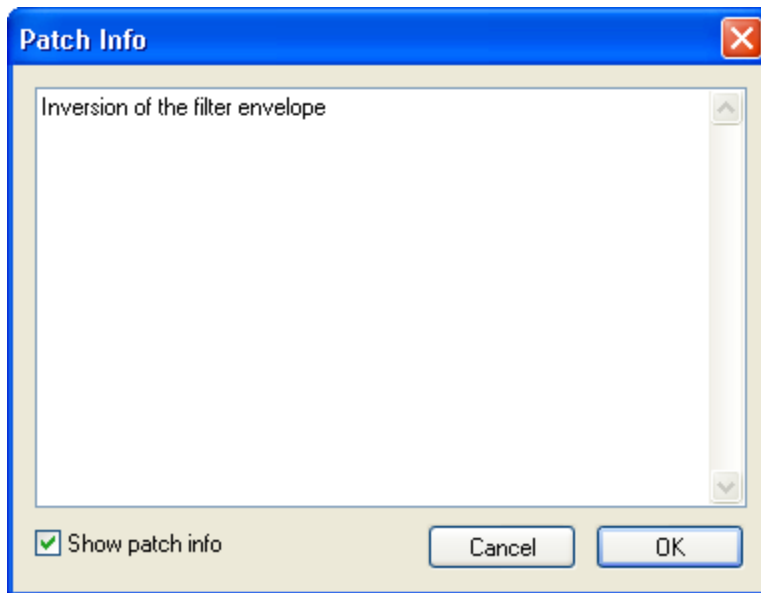 Patch Info
Inversion of the filter envelope
Show patch info
Cancel
OK